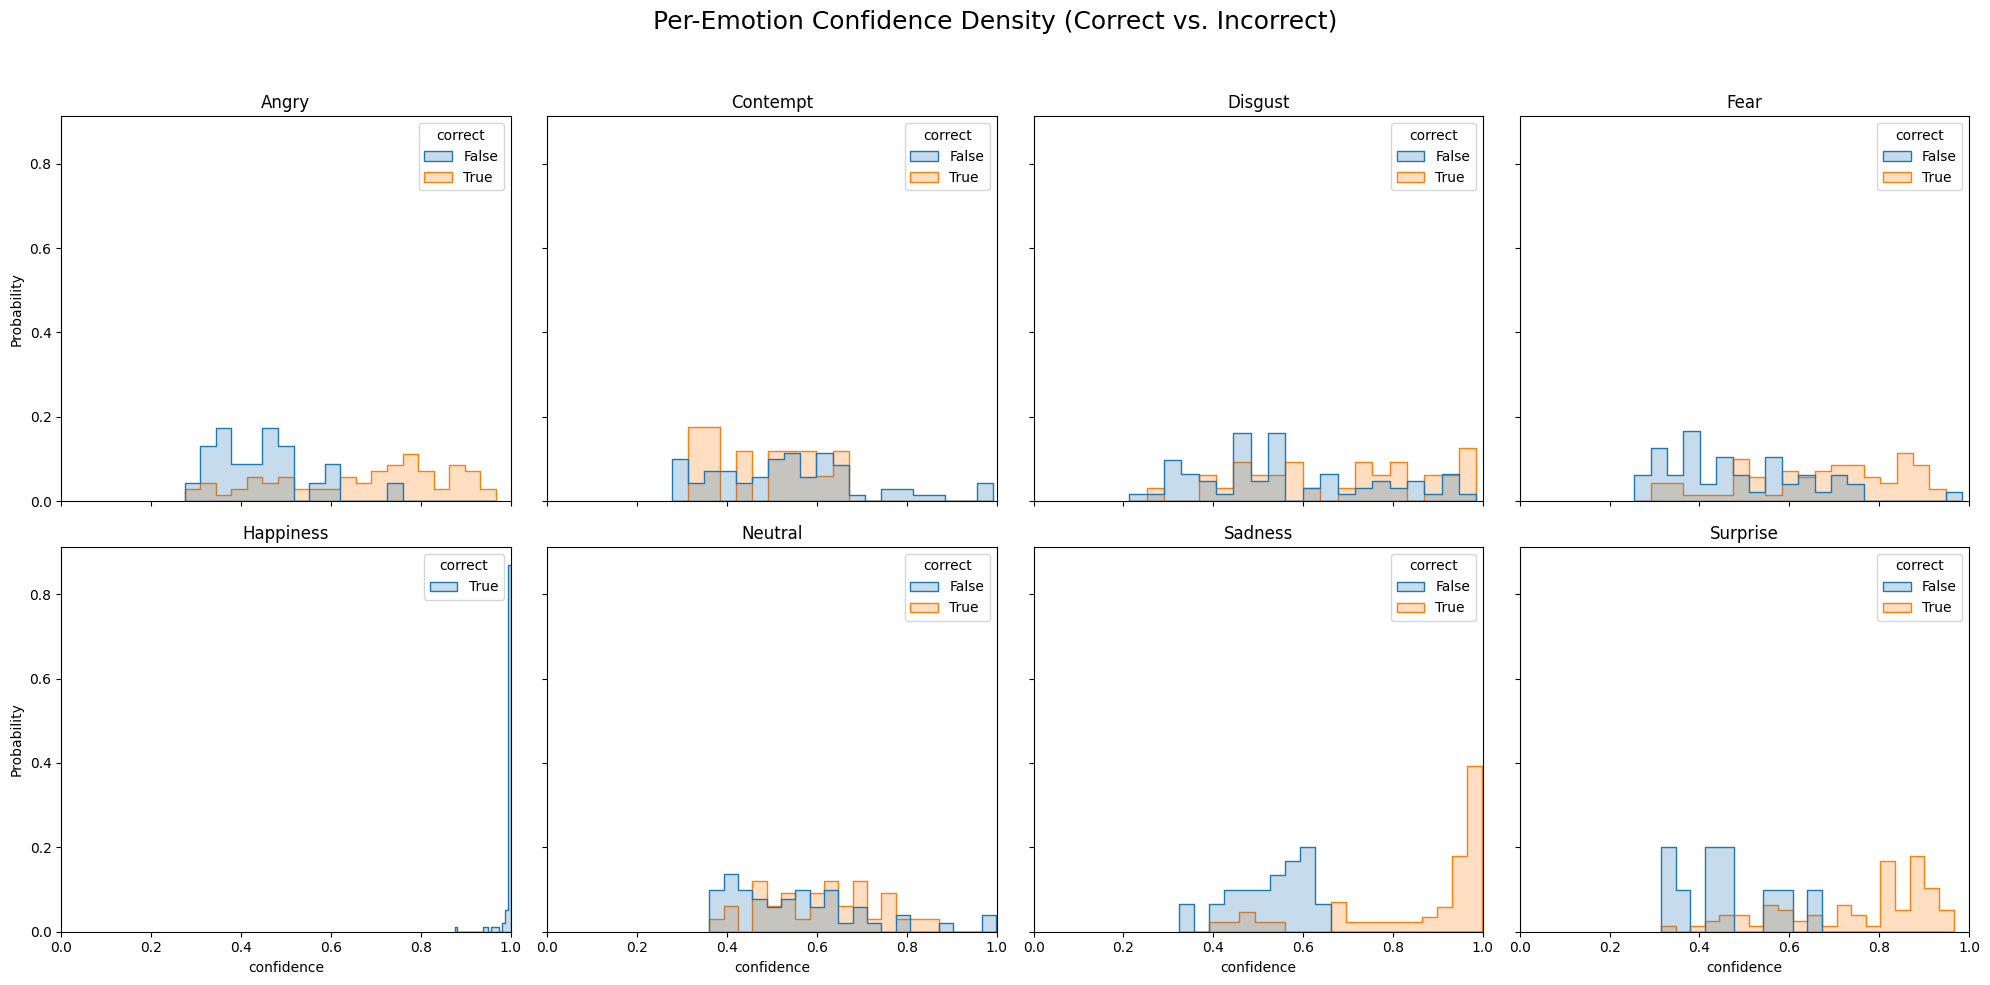 Per-Emotion Confidence Density (Correct vs. Incorrect)
Angry
Contempt
Disgust
Fear
correct
False
True
correct
False
True
correct
False
True
correct
False
True
0.8
0.6
0.4
0.2
0.0
Probability
Happiness
Neutral
Sadness
Surprise
correct
True
correct
False
True
correct
False
True
correct
False
True
0.8
0.6
0.4
0.2
0.0
Probability
0.0 0.2 0.4 0.6 0.8 1.0
0.0 0.2 0.4 0.6 0.8 1.0
0.0 0.2 0.4 0.6 0.8 1.0
0.0 0.2 0.4 0.6 0.8 1.0
confidence
confidence
confidence
confidence